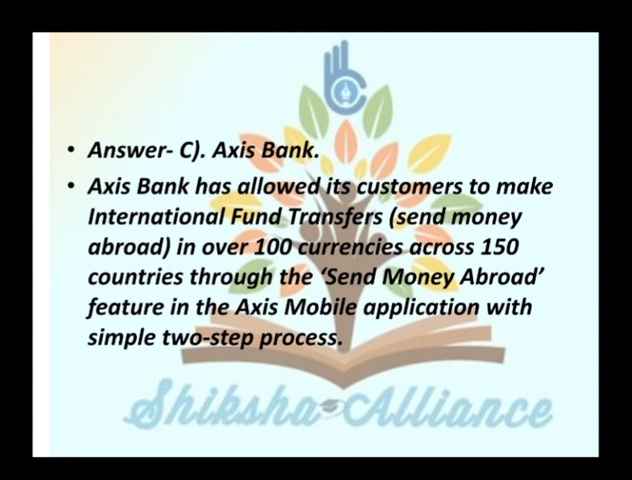 • Answer- C). Axis Bank.
• Axis Bank has allowed its customers to make
International Fund Transfers (send money
abroad) in over 100 currencies across 150
countries through the ‘Send Money Abroad’
feature in the Axis Mobile application with
simple two-step process.
Shiksha Alliance